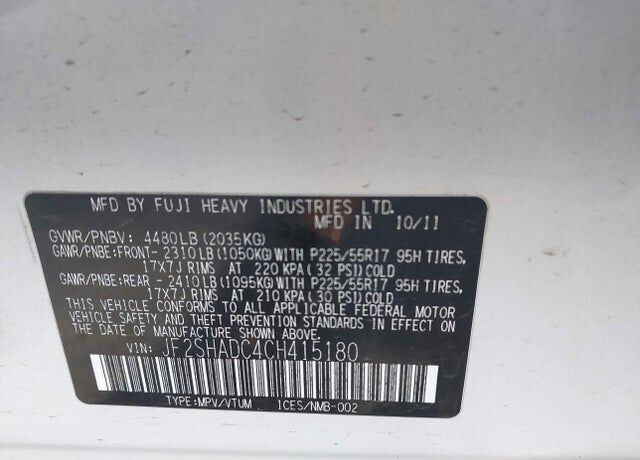 MFD BY FUJI HEAVY INDUSTRIES LTD.
MFD IN 10/11
GVWR/PNBV: 4480LB (2035KG)
GAWR/PNBE:FRONT- 2310LB (1050KG) WITH P225/55R17 95H TIRES,
17X7J RIMS AT 220 KPA (32 PSI) COLD
GAWR/PNBE:REAR - 2410LB (1095KG) WITH P225/55R17 95H TIRES,
17X7J RIMS AT 210 KPA (30 PSI) COLD
THIS VEHICLE CONFORMS TO ALL APPLICABLE FEDERAL MOTOR
VEHICLE SAFETY AND THEFT PREVENTION STANDARDS IN EFFECT ON
THE DATE OF MANUFACTURE SHOWN ABOVE.
VIN: JF2SHADC4CH415180
TYPE:MPV/VTUM 1CES/NMB-002